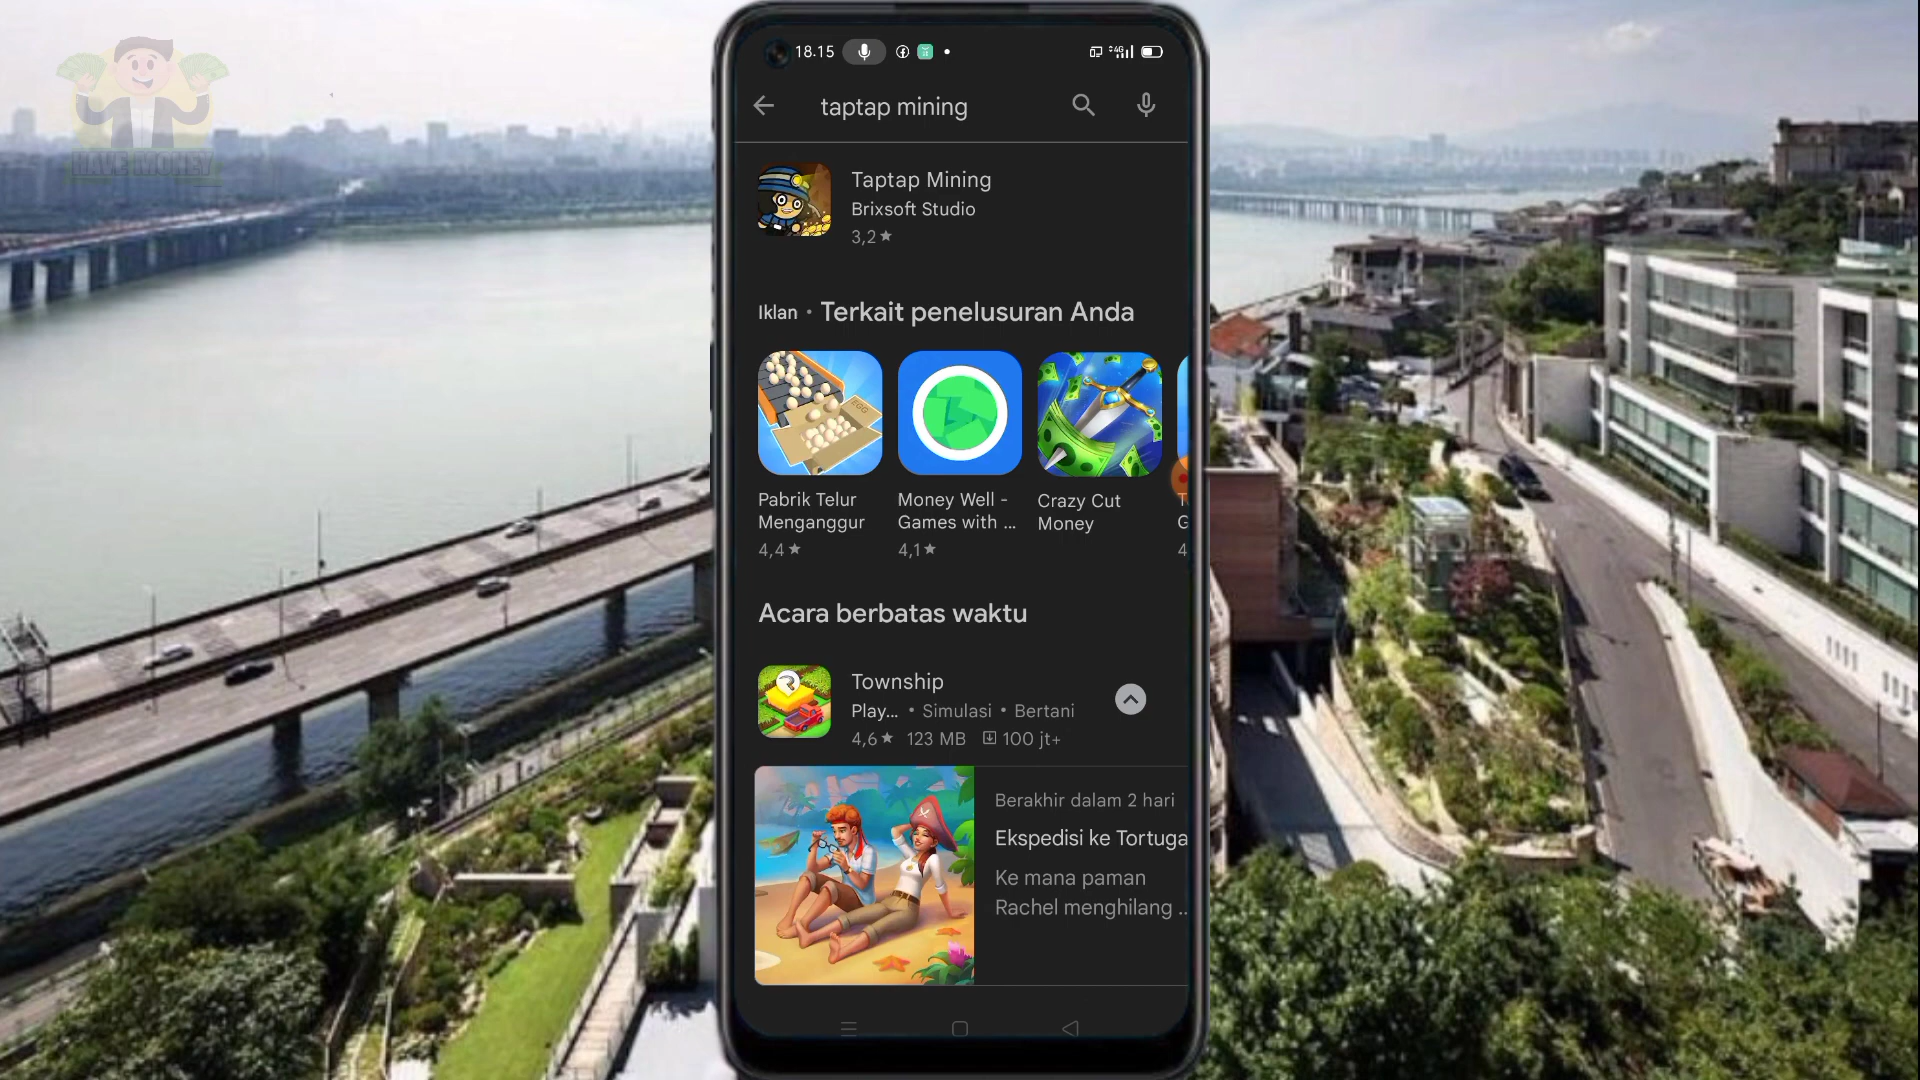 HAVE MONEY
18.15
4G
taptap mining
Taptap Mining
Brixsoft Studio
3,2★
Iklan • Terkait penelusuran Anda
Pabrik Telur
Menganggur
4,4★
Money Well -
Games with ...
4,1★
Crazy Cut
Money
T
G
4
Acara berbatas waktu
Township
Play... • Simulasi • Bertani
4,6★ 123 MB 100 jt+
Berakhir dalam 2 hari
Ekspedisi ke Tortuga
Ke mana paman
Rachel menghilang ..